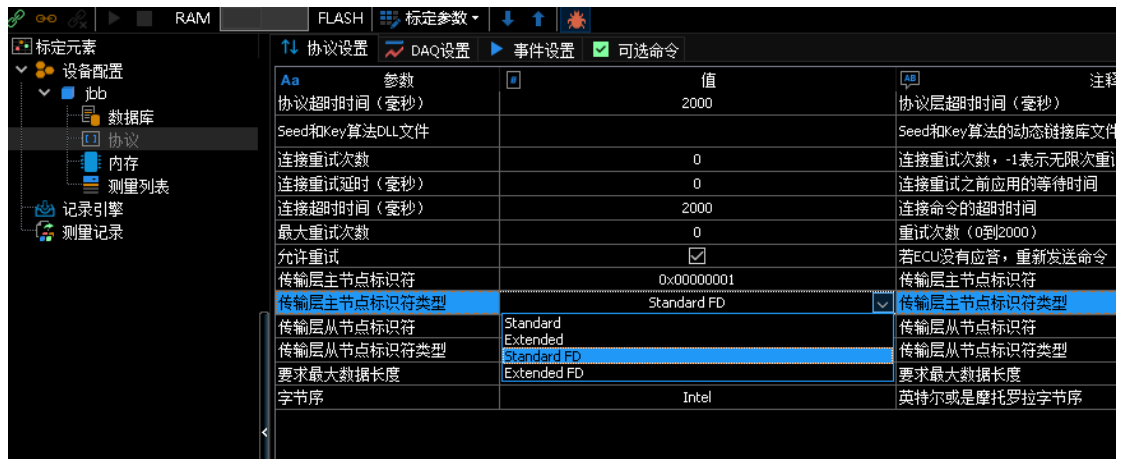 RAM FLASH 标定参数
标定元素
设备配置
jbb
数据库
协议
内存
测量列表
记录引擎
测量记录
协议设置 DAQ设置 事件设置 可选命令
Aa 参数 # 值 AB 注释
协议超时时间（毫秒） 2000 协议层超时时间（毫秒）
Seed和Key算法DLL文件 Seed和Key算法的动态链接库文件
连接重试次数 0 连接重试次数，-1表示无限次重试
连接重试延时（毫秒） 0 连接重试之前应用的等待时间
连接超时时间（毫秒） 2000 连接命令的超时时间
最大重试次数 0 重试次数（0到2000）
允许重试 若ECU没有应答，重新发送命令
传输层主节点标识符 0x00000001 传输层主节点标识符
传输层主节点标识符类型 Standard FD 传输层主节点标识符类型
传输层从节点标识符 Standard 传输层从节点标识符
Extended
传输层从节点标识符类型 Standard FD 传输层从节点标识符类型
要求最大数据长度 Extended FD 要求最大数据长度
字节序 Intel 英特尔或是摩托罗拉字节序